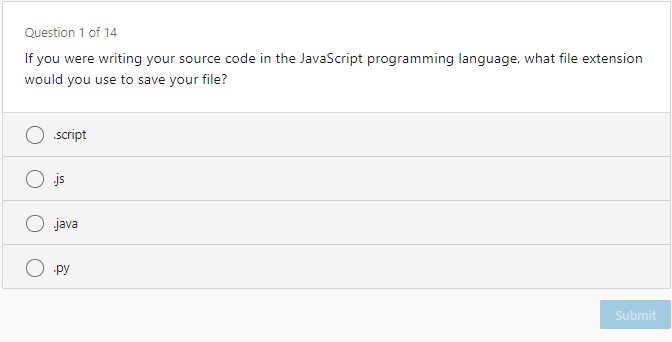 Question 1 of 14
If you were writing your source code in the JavaScript programming language, what file extension
would you use to save your file?
.script
.js
.java
.py
Submit